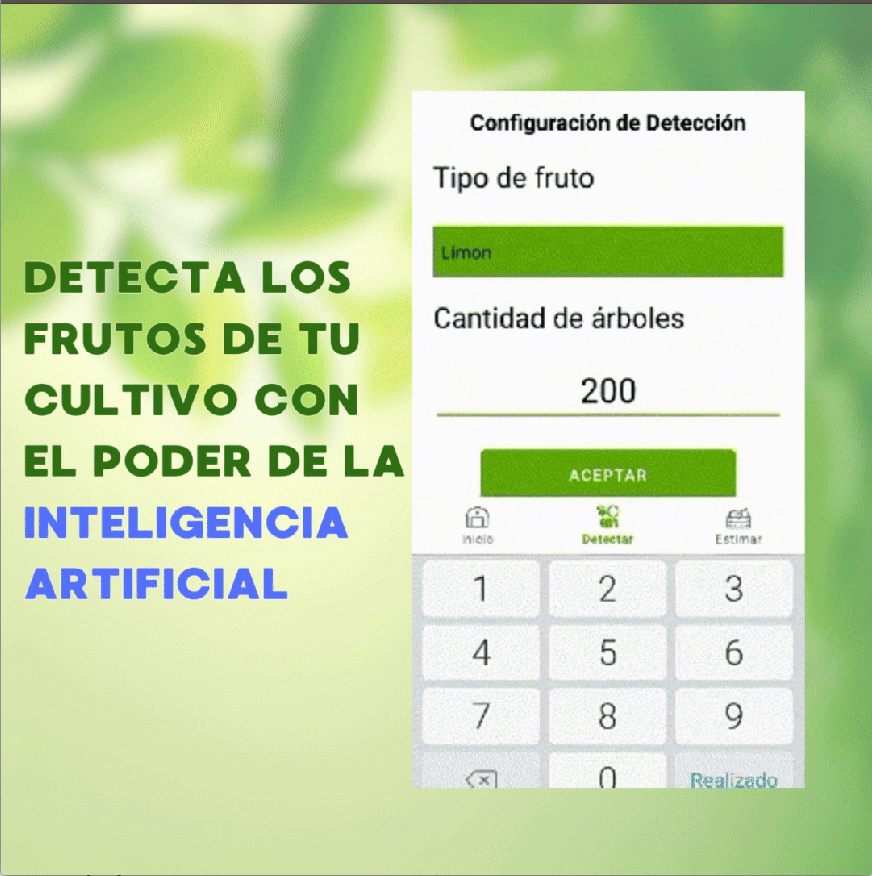 DETECTA LOS
FRUTOS DE TU
CULTIVO CON
EL PODER DE LA
INTELIGENCIA
ARTIFICIAL
Configuración de Detección
Tipo de fruto
Limon
Cantidad de árboles
200
ACEPTAR
Inicio Detectar Estimar
1 2 3
4 5 6
7 8 9
0 Realizado